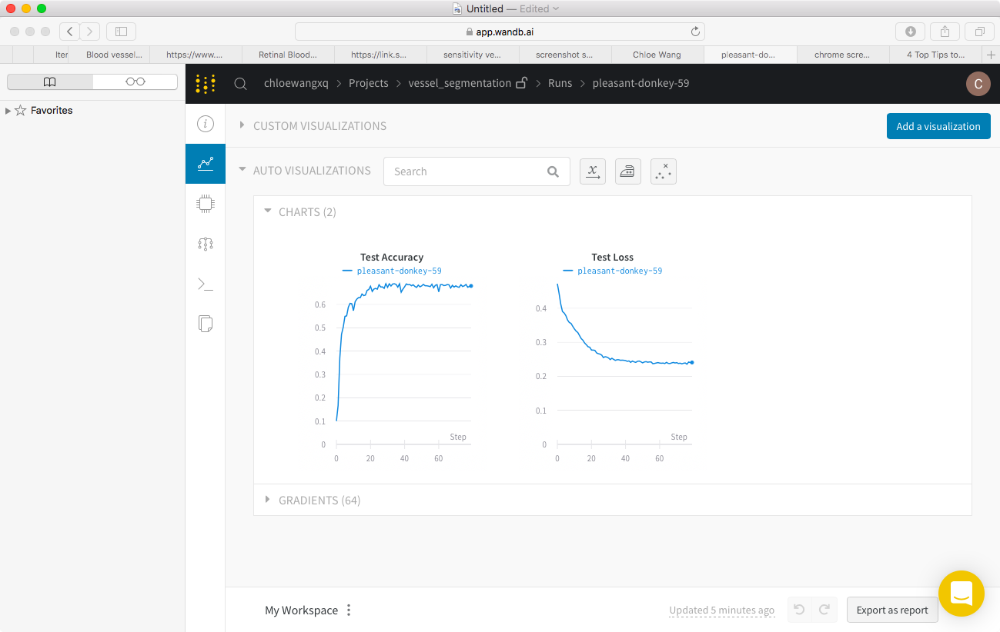 Untitled — Edited
app.wandb.ai
Iter
Blood vessel...
https://www....
Retinal Blood...
https://link.s...
sensitivity ve...
screenshot s...
Chloe Wang
pleasant-do...
chrome scre...
4 Top Tips to...
Favorites
chloewangxq > Projects > vessel_segmentation > Runs > pleasant-donkey-59
C
CUSTOM VISUALIZATIONS
Add a visualization
AUTO VISUALIZATIONS
Search
x
CHARTS (2)
Test Accuracy
pleasant-donkey-59
0.6
0.5
0.4
0.3
0.2
0.1
0
Step
0 20 40 60
Test Loss
pleasant-donkey-59
0.4
0.3
0.2
0.1
0
Step
0 20 40 60
GRADIENTS (64)
My Workspace
Updated 5 minutes ago
Export as report